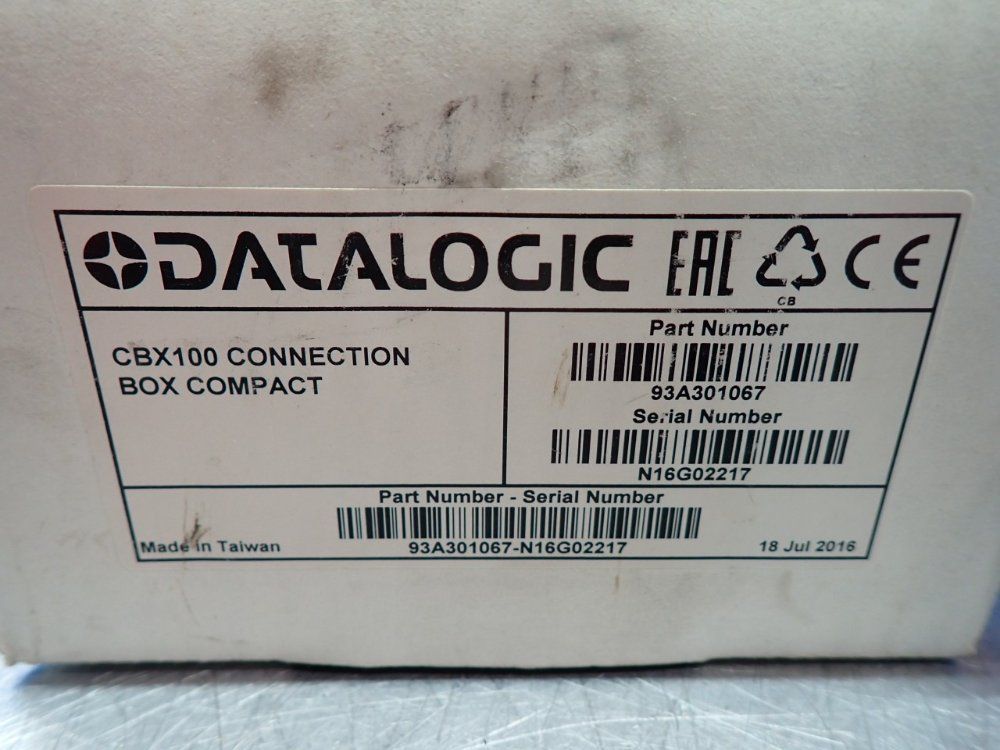 DATALOGIC EAC CE
CB
CBX100 CONNECTION
BOX COMPACT
Part Number
93A301067
Serial Number
N16G02217
Part Number - Serial Number
93A301067-N16G02217
Made in Taiwan
18 Jul 2016